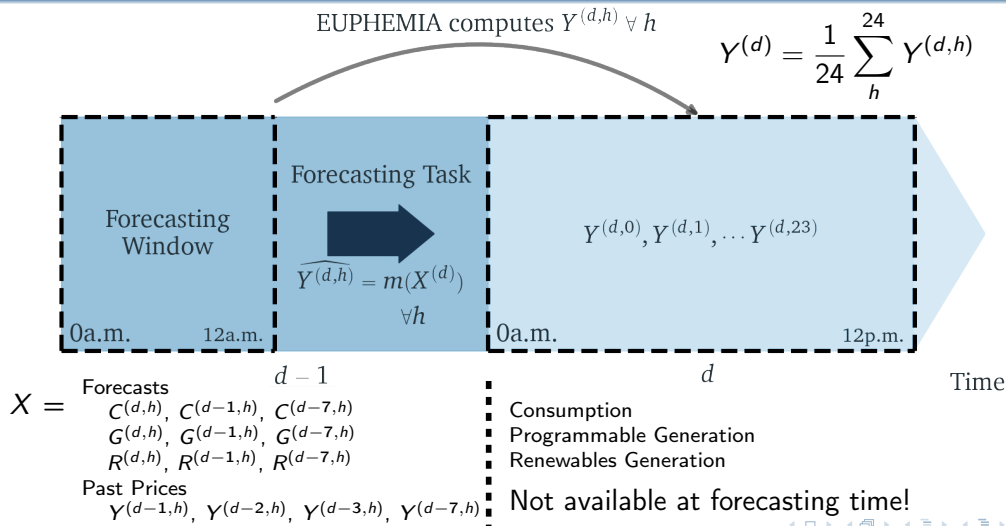 EUPHEMIA computes Y^(d,h) ∀ h
Y^(d) = 1/24 ∑_h^24 Y^(d,h)
Forecasting Task
Forecasting
Window
\widehat{Y^(d,h)} = m(X^(d))
∀h
Y^(d,0), Y^(d,1), ⋯ Y^(d,23)
0a.m. 12a.m. 0a.m. 12p.m.
d – 1 d Time
X =
Forecasts
C^(d,h), C^(d−1,h), C^(d−7,h)
G^(d,h), G^(d−1,h), G^(d−7,h)
R^(d,h), R^(d−1,h), R^(d−7,h)
Past Prices
Y^(d−1,h), Y^(d−2,h), Y^(d−3,h), Y^(d−7,h)
Consumption
Programmable Generation
Renewables Generation
Not available at forecasting time!